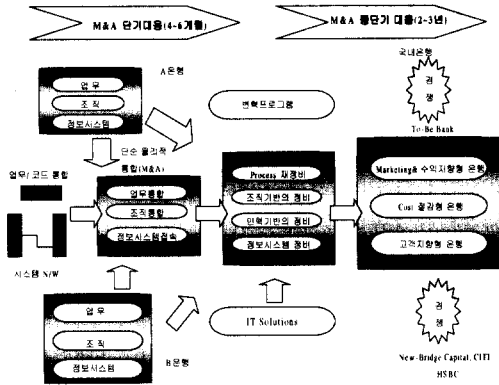 M&A 단기대응(4-6개월)
M&A 중단기 대응(2-3년)
A은행
업 무
조 직
정보시스템
변혁프로그램
국내은행
경쟁
To-Be Bank
단순 물리적
통합(M&A)
업무/코드 통합
시스템 N/W
업무통합
조직통합
정보시스템접속
Process 재정비
조직기반의 정비
인력기반의 정비
정보시스템 정비
Marketing& 수익지향형 은행
Cost 절감형 은행
고객지향형 은행
업 무
조 직
정보시스템
B은행
IT Solutions
경쟁
New-Bridge Capital, CITI
HSBC